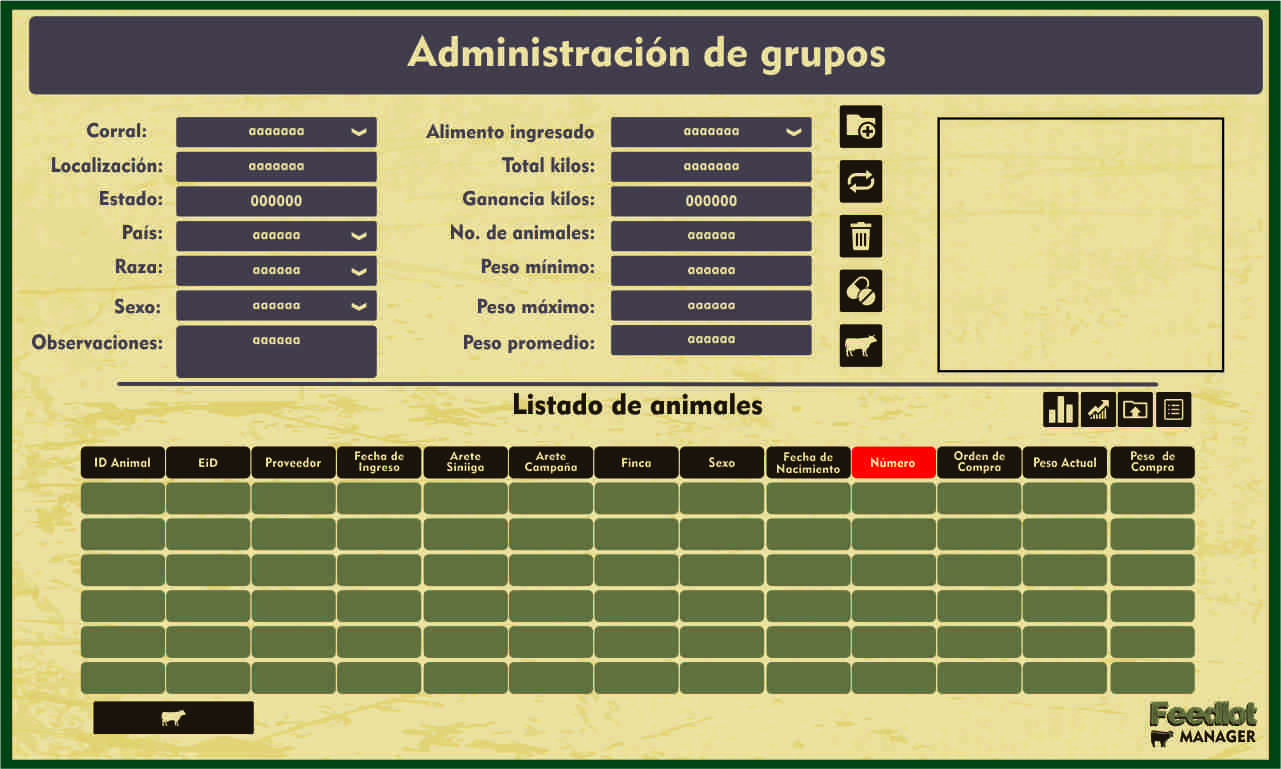 Administración de grupos
Corral: aaaaaaa
Localización: aaaaaaa
Estado: 000000
País: aaaaaa
Raza: aaaaaa
Sexo: aaaaaa
Observaciones: aaaaaa
Alimento ingresado aaaaaaa
Total kilos: aaaaaaa
Ganancia kilos: 000000
No. de animales: aaaaaa
Peso mínimo: aaaaaa
Peso máximo: aaaaaa
Peso promedio: aaaaaa
Listado de animales
ID Animal
EiD
Proveedor
Fecha de
Ingreso
Arete
Siniiga
Arete
Campaña
Finca
Sexo
Fecha de
Nacimiento
Número
Orden de
Compra
Peso Actual
Peso de
Compra
Feedlot
MANAGER